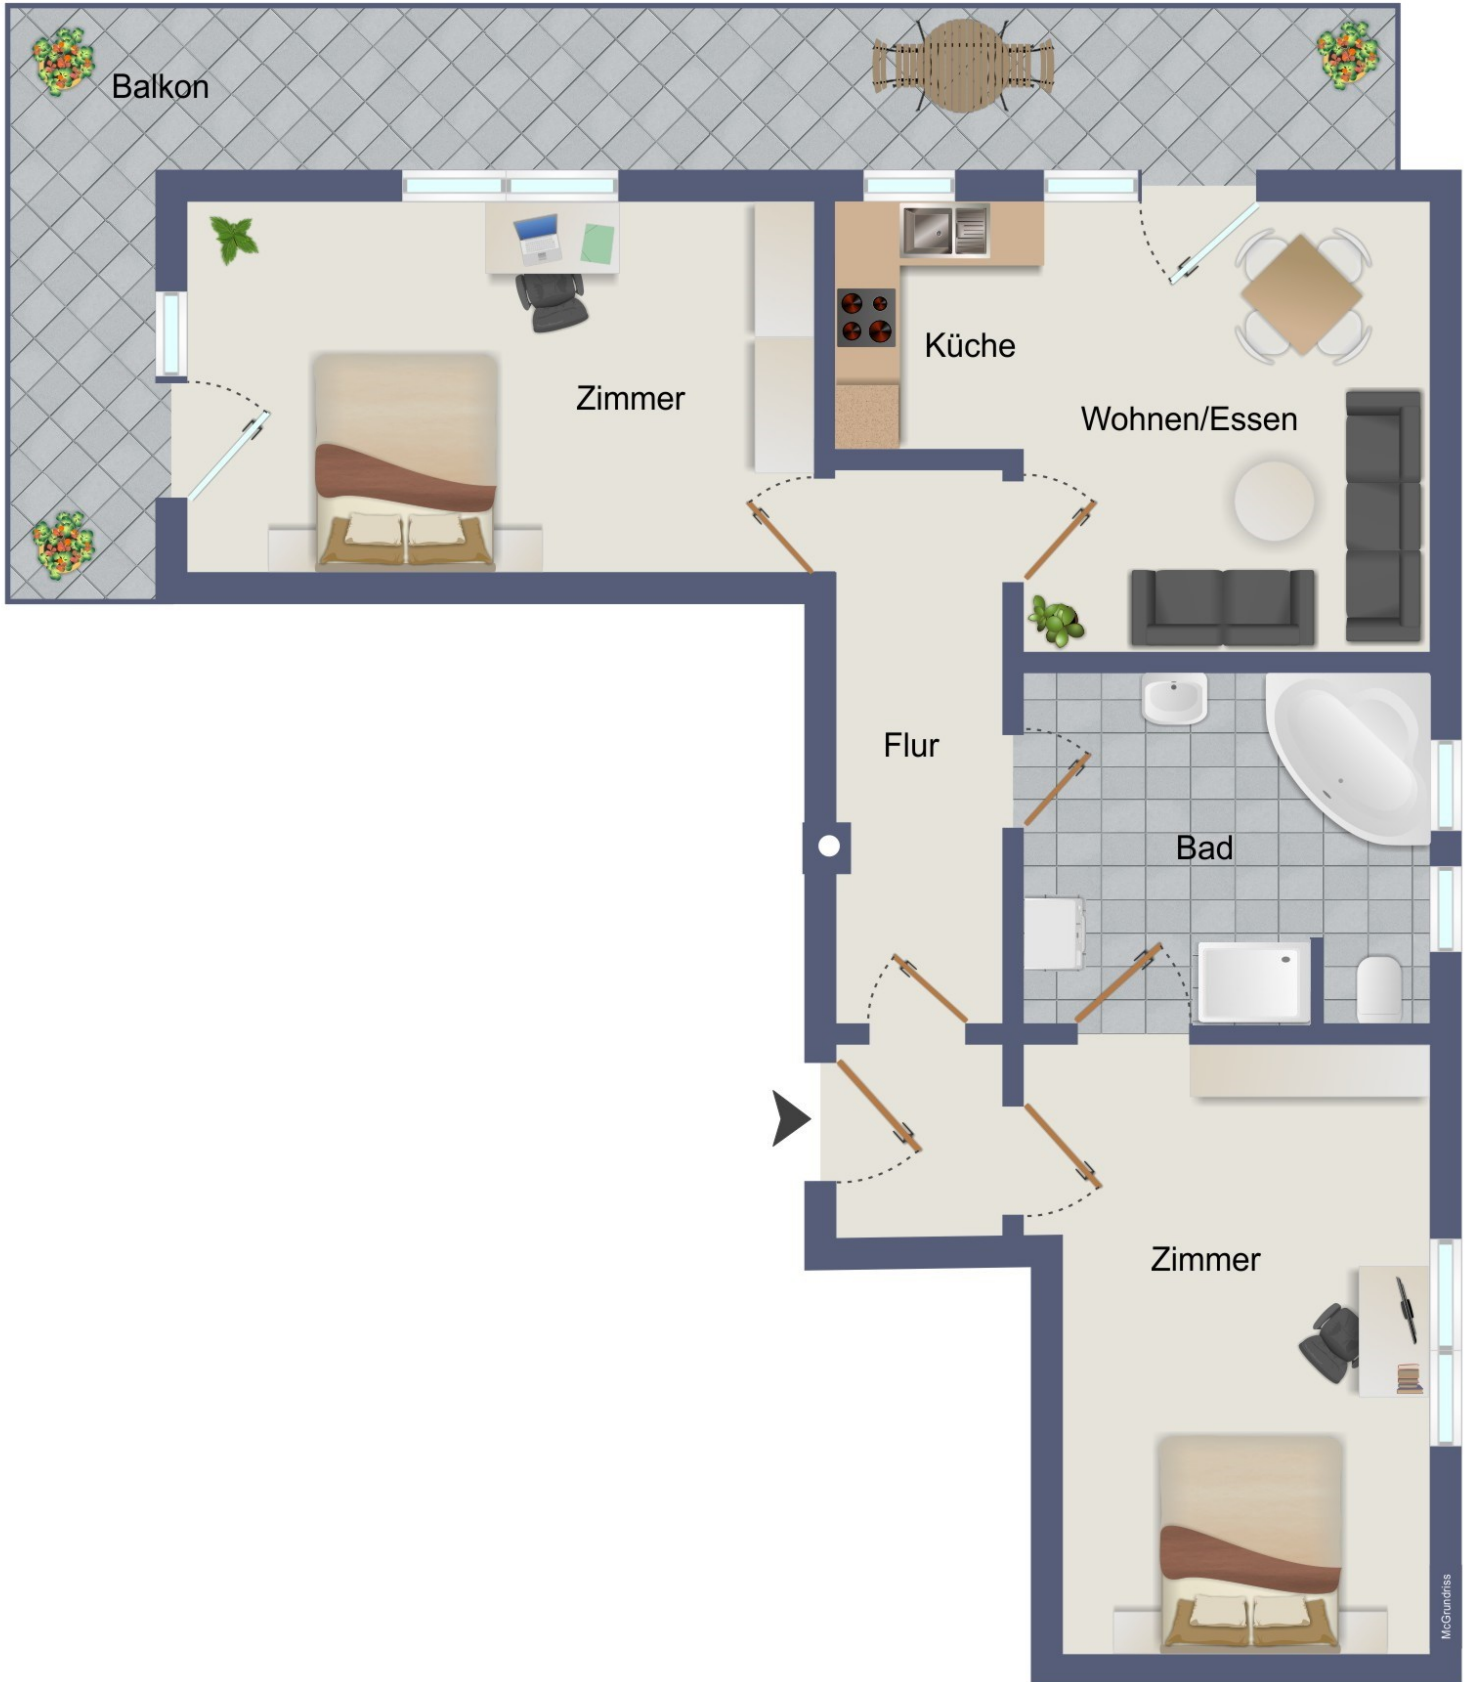 Balkon
Küche
Zimmer
Wohnen/Essen
Flur
Bad
Zimmer
McGrundriss